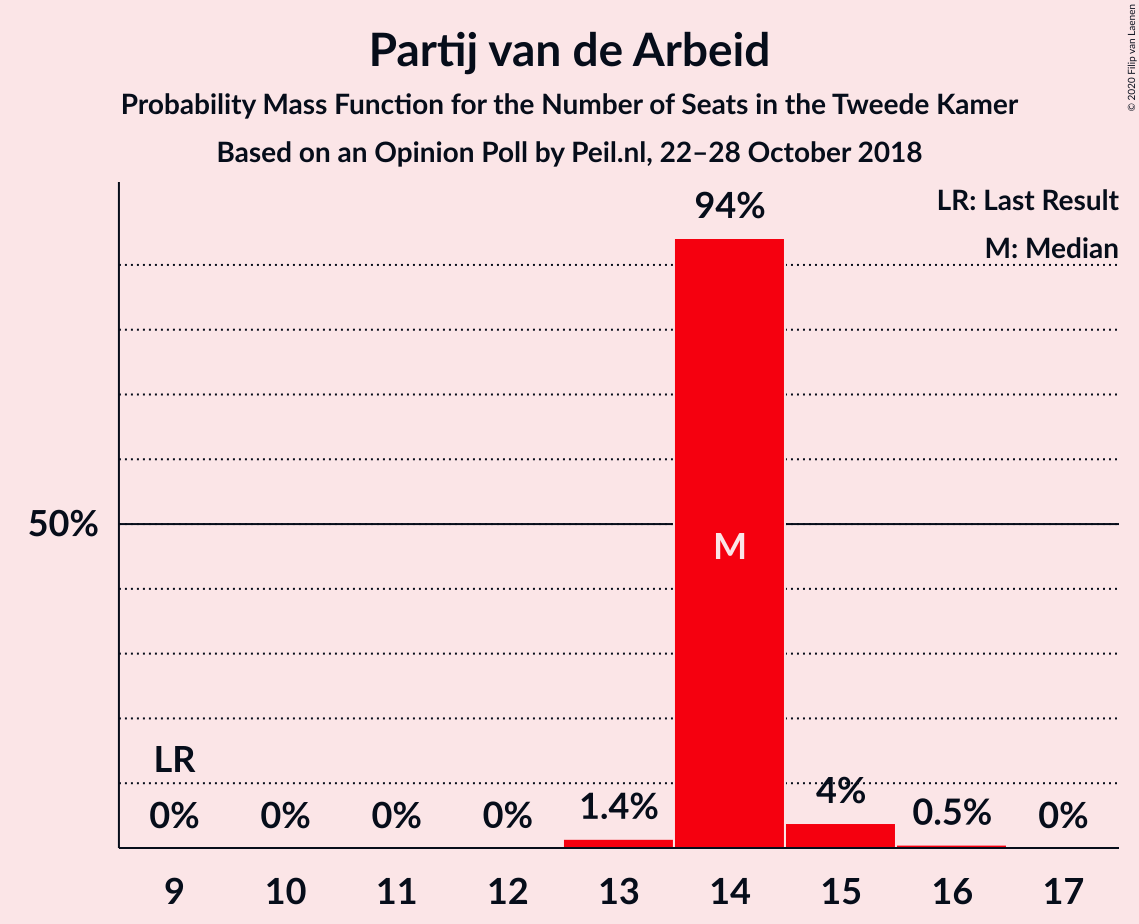 Partij van de Arbeid
Probability Mass Function for the Number of Seats in the Tweede Kamer
Based on an Opinion Poll by Peil.nl, 22–28 October 2018
© 2020 Filip van Laenen
LR: Last Result
M: Median
94%
50%
M
LR
0% 0% 0% 0% 1.4% 4% 0.5% 0%
9 10 11 12 13 14 15 16 17